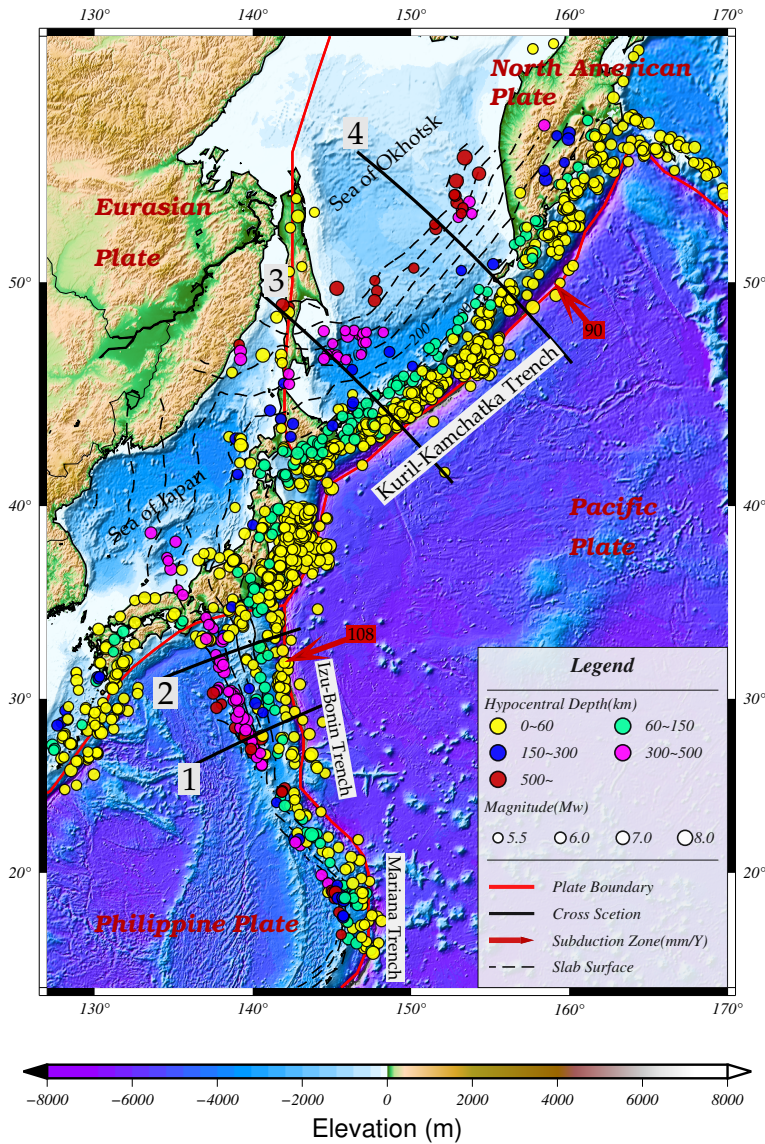 130° 140° 150° 160° 170°
North American
Plate
4
Sea of Okhotsk
Eurasian
Plate
3
50° 50°
200
90
Kuril-Kamchatka Trench
Sea of Japan
40° 40°
Pacific
Plate
108
2
Izu-Bonin Trench
30° 30°
1
20° 20°
Mariana Trench
Philippine Plate
Legend
Hypocentral Depth(km)
0~60 60~150
150~300 300~500
500~
Magnitude(Mw)
5.5 6.0 7.0 8.0
Plate Boundary
Cross Scetion
Subduction Zone(mm/Y)
Slab Surface
130° 140° 150° 160° 170°
−8000 −6000 −4000 −2000 0 2000 4000 6000 8000
Elevation (m)